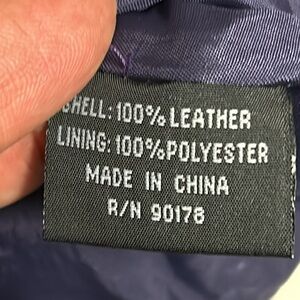 SHELL: 100% LEATHER
LINING: 100% POLYESTER
MADE IN CHINA
R/N 90178